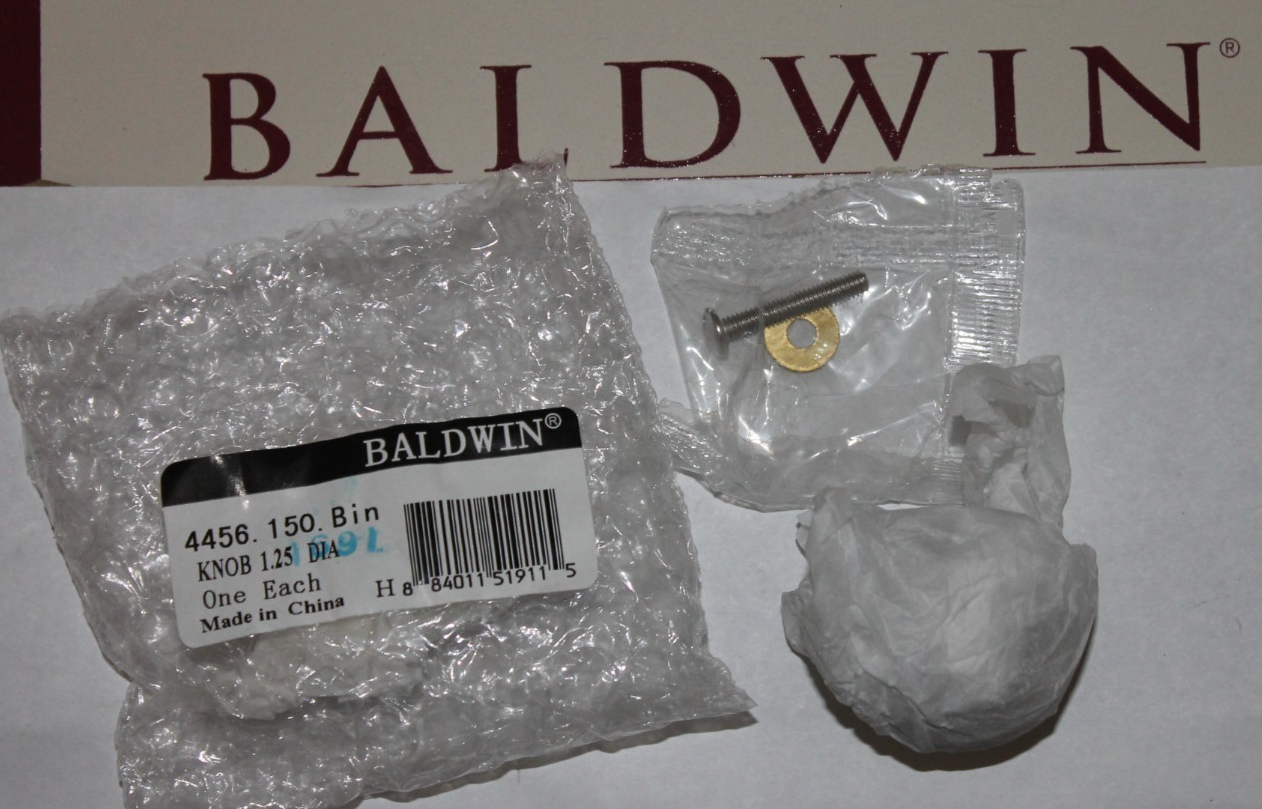 BALDWIN®
BALDWIN®
4456.150.Bin
KNOB 1.25 DIA
One Each
Made in China
H 8 84011 51911 5